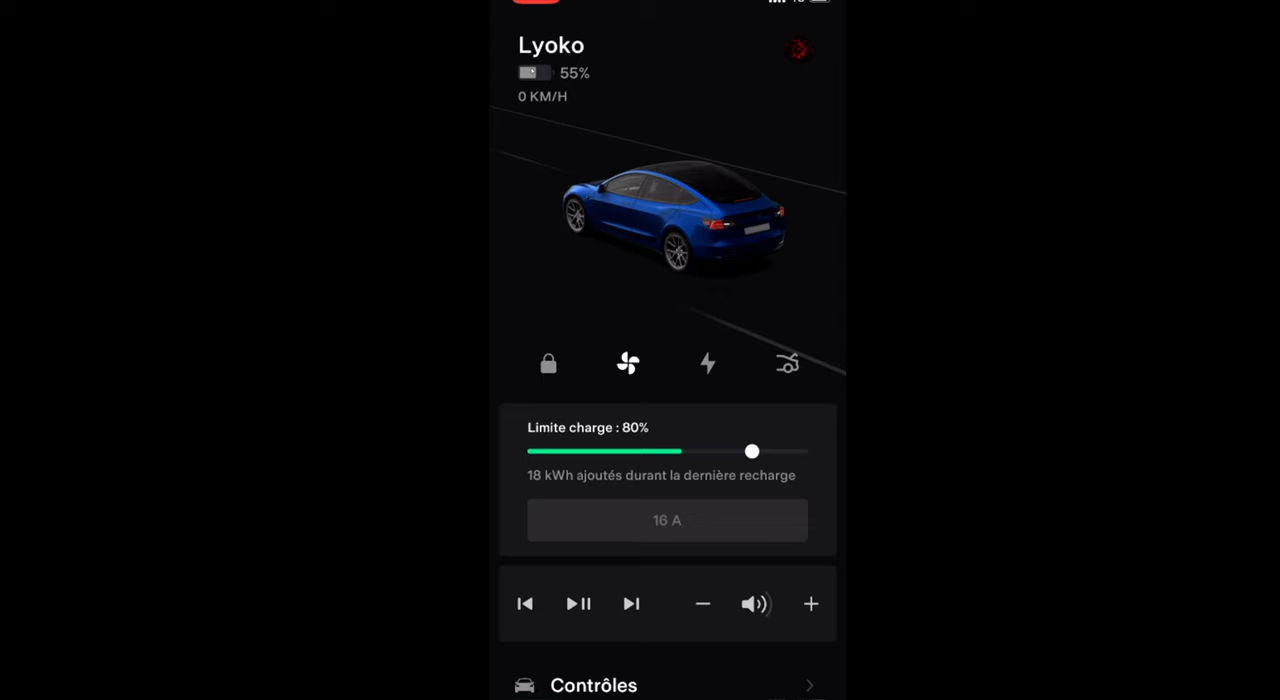 Lyoko
55%
0 KM/H
Limite charge : 80%
18 kWh ajoutés durant la dernière recharge
16 A
Contrôles